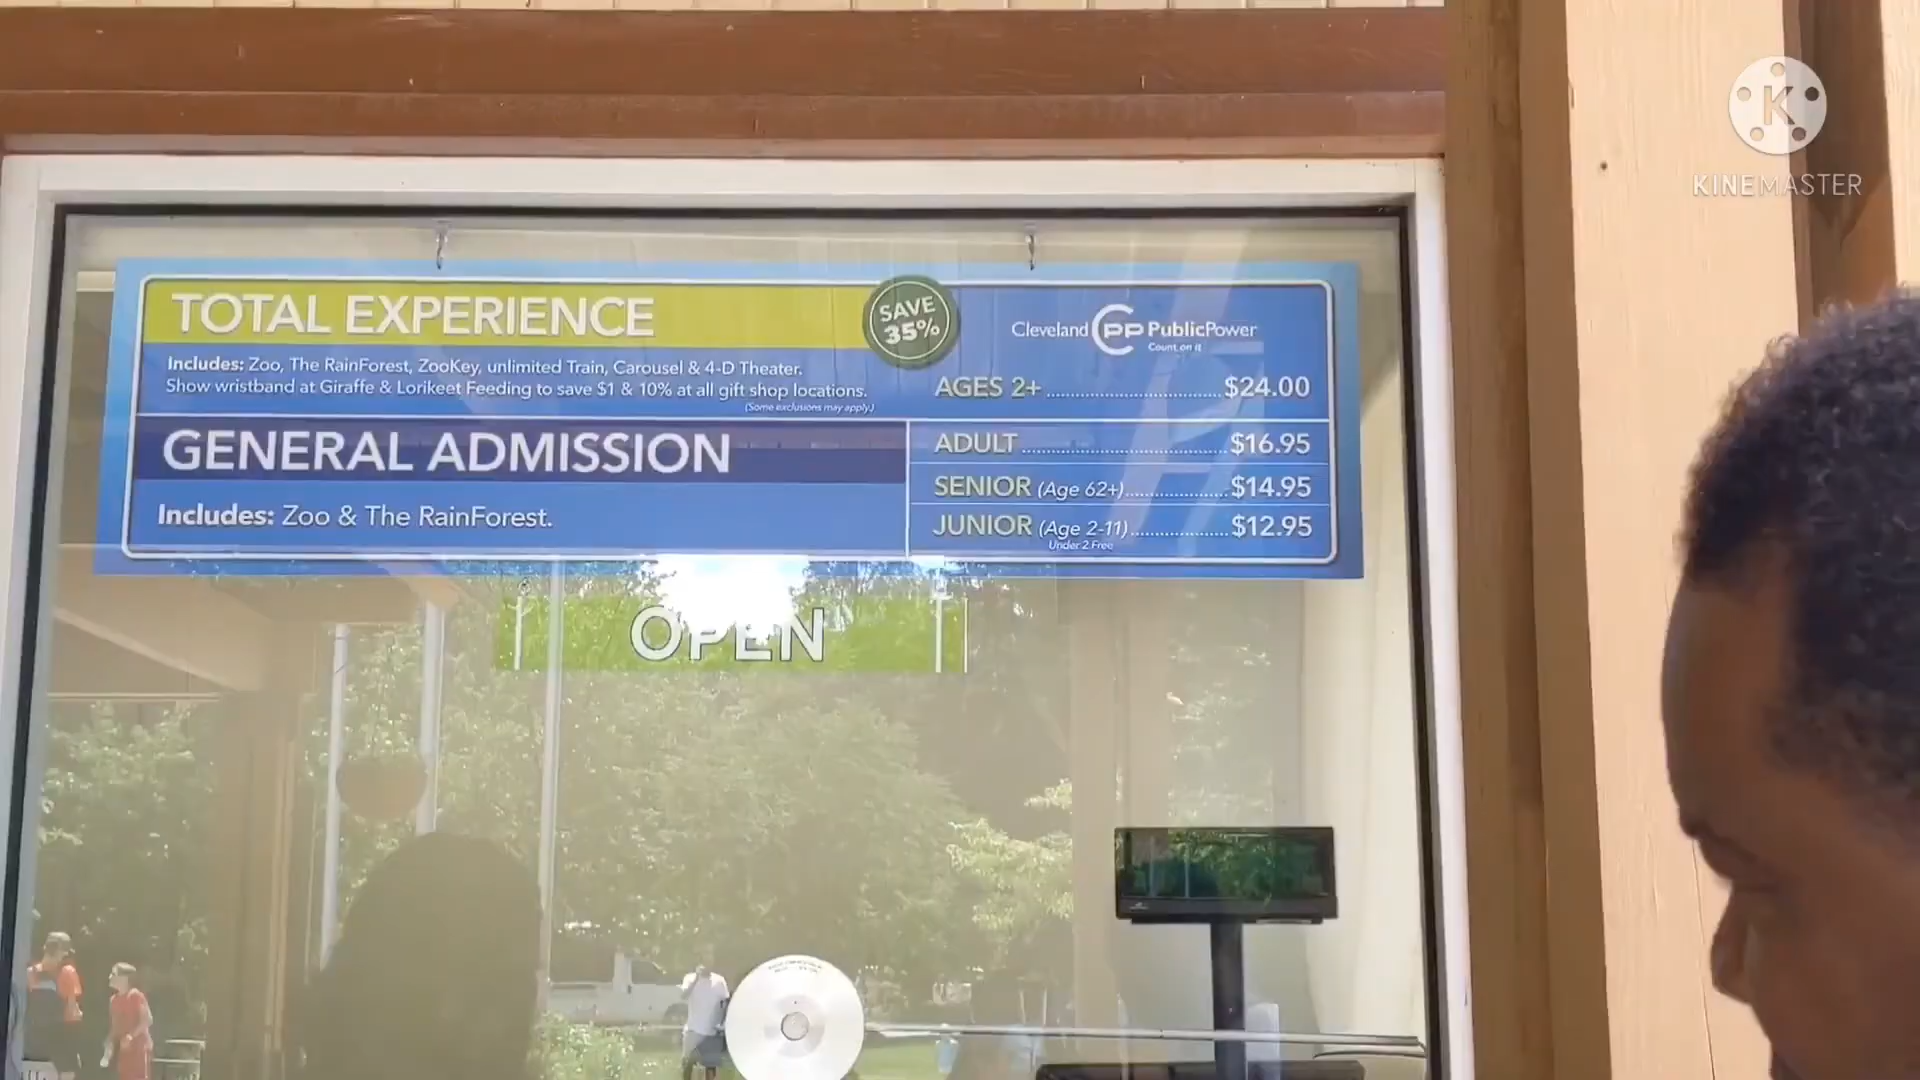 K
KINEMASTER
TOTAL EXPERIENCE
SAVE
35%
Cleveland CPP PublicPower
Count on it
Includes: Zoo, The RainForest, ZooKey, unlimited Train, Carousel & 4-D Theater.
Show wristband at Giraffe & Lorikeet Feeding to save $1 & 10% at all gift shop locations.
(Some exclusions may apply.)
AGES 2+ $24.00
GENERAL ADMISSION
Includes: Zoo & The RainForest.
ADULT $16.95
SENIOR (Age 62+) $14.95
JUNIOR (Age 2-11) $12.95
Under 2 Free
OPEN